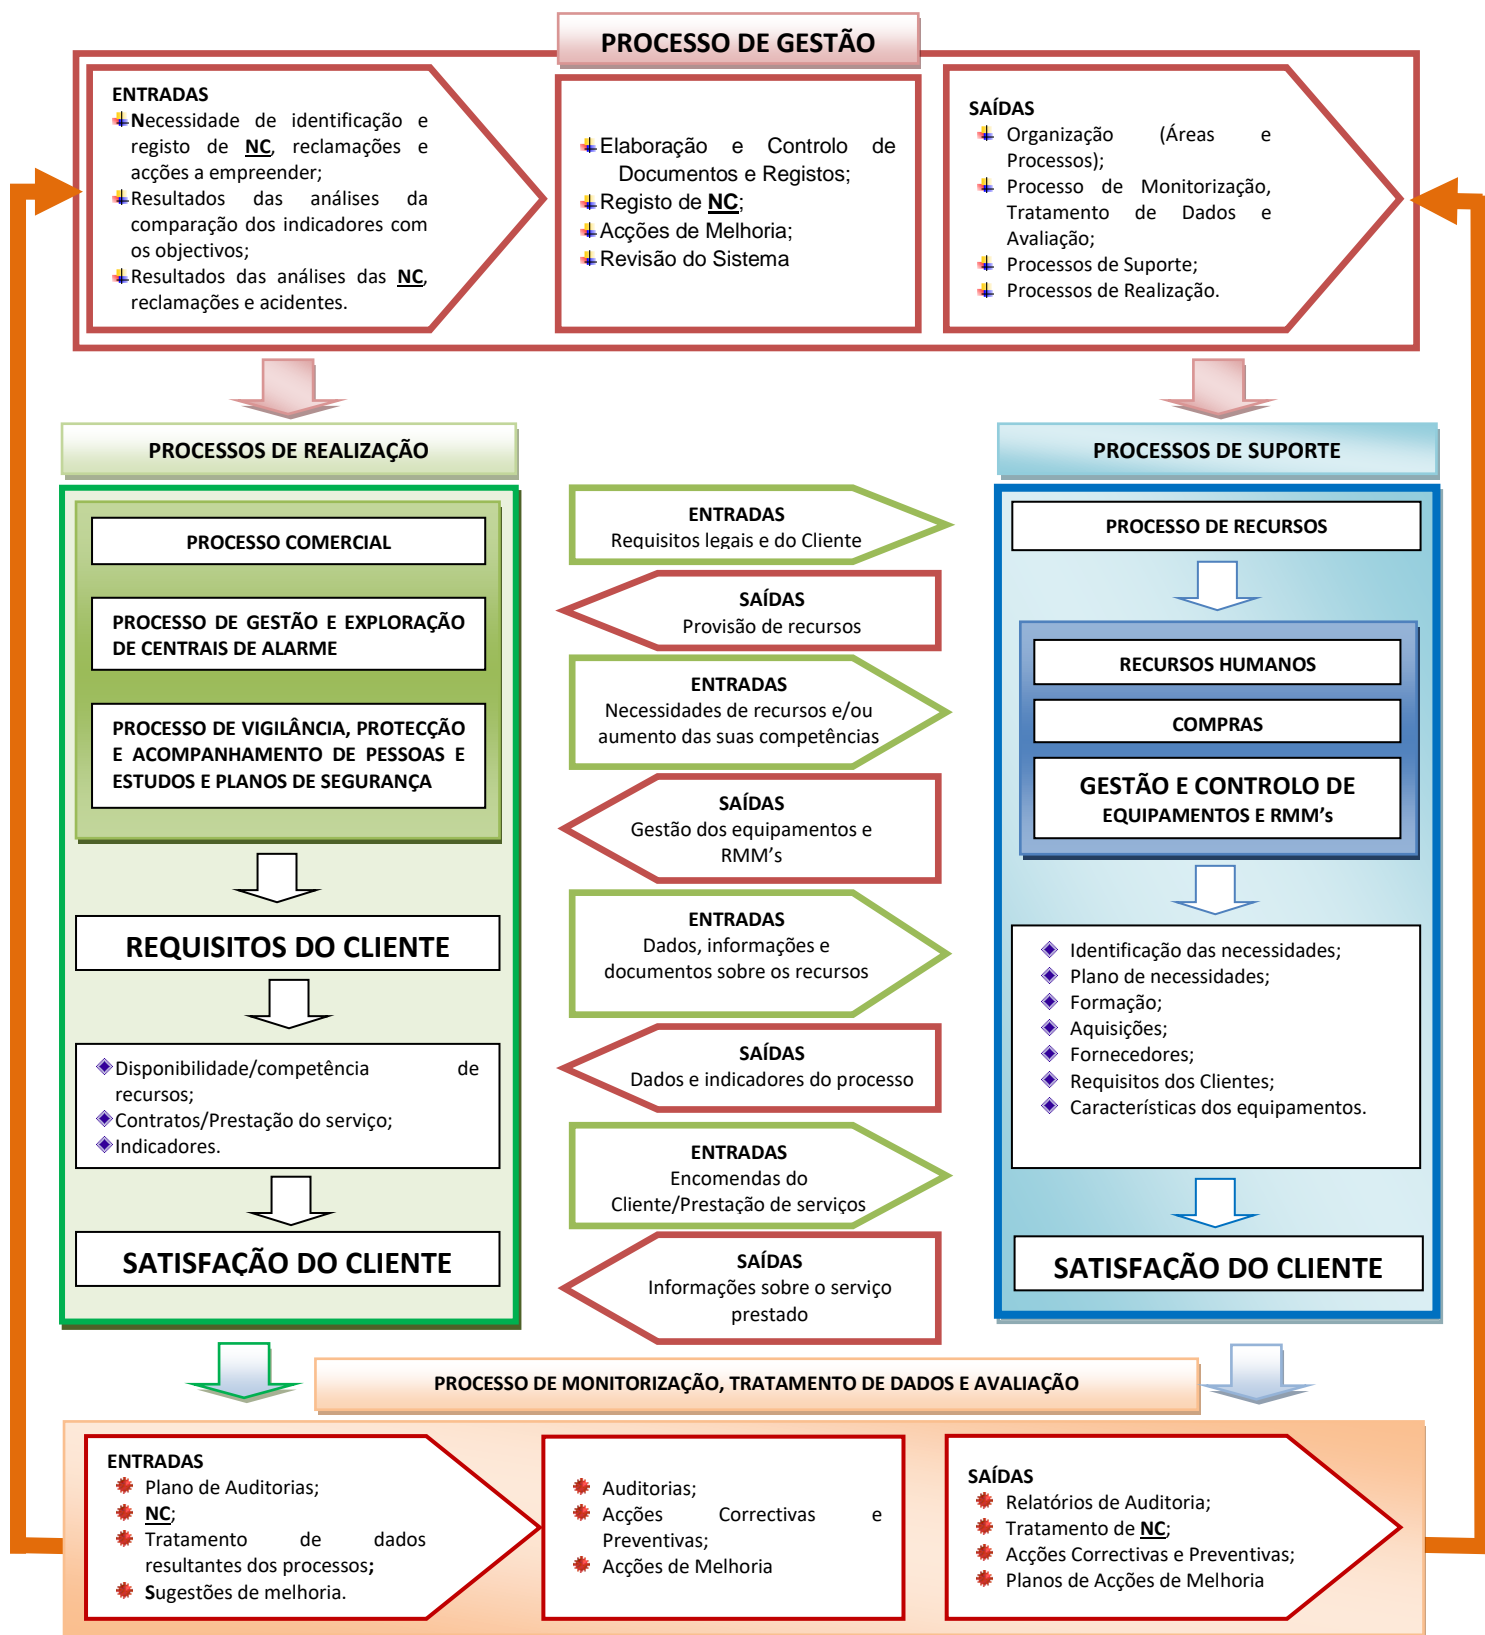 PROCESSO DE GESTÃO
ENTRADAS
Necessidade de identificação e
registo de NC, reclamações e
acções a empreender;
Resultados das análises da
comparação dos indicadores com
os objectivos;
Resultados das análises das NC,
reclamações e acidentes.
Elaboração e Controlo de
Documentos e Registos;
Registo de NC;
Acções de Melhoria;
Revisão do Sistema
SAÍDAS
Organização (Áreas e
Processos);
Processo de Monitorização,
Tratamento de Dados e
Avaliação;
Processos de Suporte;
Processos de Realização.
PROCESSOS DE REALIZAÇÃO
PROCESSO COMERCIAL
PROCESSO DE GESTÃO E EXPLORAÇÃO
DE CENTRAIS DE ALARME
PROCESSO DE VIGILÂNCIA, PROTECÇÃO
E ACOMPANHAMENTO DE PESSOAS E
ESTUDOS E PLANOS DE SEGURANÇA
REQUISITOS DO CLIENTE
Disponibilidade/competência de
recursos;
Contratos/Prestação do serviço;
Indicadores.
SATISFAÇÃO DO CLIENTE
ENTRADAS
Requisitos legais e do Cliente
SAÍDAS
Provisão de recursos
ENTRADAS
Necessidades de recursos e/ou
aumento das suas competências
SAÍDAS
Gestão dos equipamentos e
RMM’s
ENTRADAS
Dados, informações e
documentos sobre os recursos
SAÍDAS
Dados e indicadores do processo
ENTRADAS
Encomendas do
Cliente/Prestação de serviços
SAÍDAS
Informações sobre o serviço
prestado
PROCESSOS DE SUPORTE
PROCESSO DE RECURSOS
RECURSOS HUMANOS
COMPRAS
GESTÃO E CONTROLO DE
EQUIPAMENTOS E RMM’s
Identificação das necessidades;
Plano de necessidades;
Formação;
Aquisições;
Fornecedores;
Requisitos dos Clientes;
Características dos equipamentos.
SATISFAÇÃO DO CLIENTE
PROCESSO DE MONITORIZAÇÃO, TRATAMENTO DE DADOS E AVALIAÇÃO
ENTRADAS
Plano de Auditorias;
NC;
Tratamento de dados
resultantes dos processos;
Sugestões de melhoria.
Auditorias;
Acções Correctivas e
Preventivas;
Acções de Melhoria
SAÍDAS
Relatórios de Auditoria;
Tratamento de NC;
Acções Correctivas e Preventivas;
Planos de Acções de Melhoria